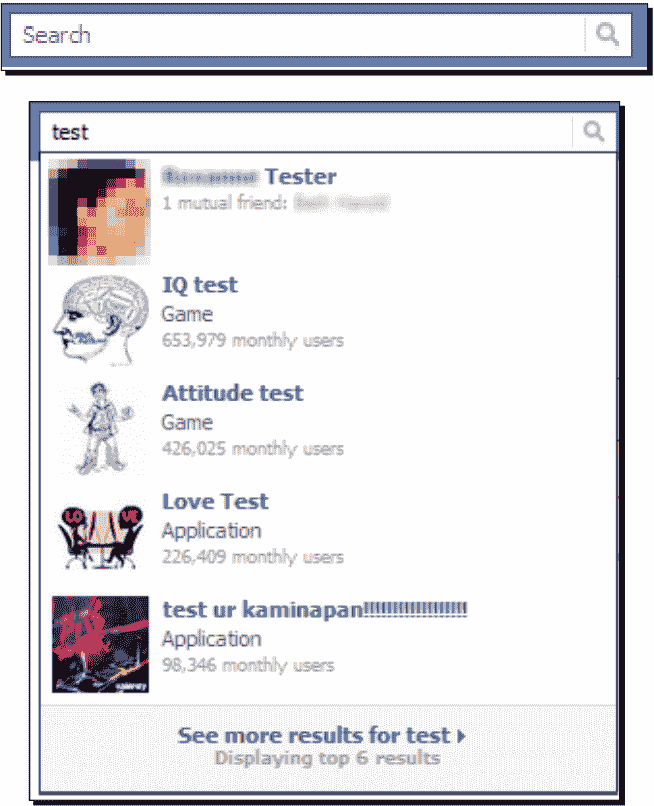 Search
test
Tester
1 mutual friend:
IQ test
Game
653,979 monthly users
Attitude test
Game
426,025 monthly users
Love Test
Application
226,409 monthly users
test ur kaminapan!!!!!!!!!!!!!!!!!!!!
Application
98,346 monthly users
See more results for test
Displaying top 6 results